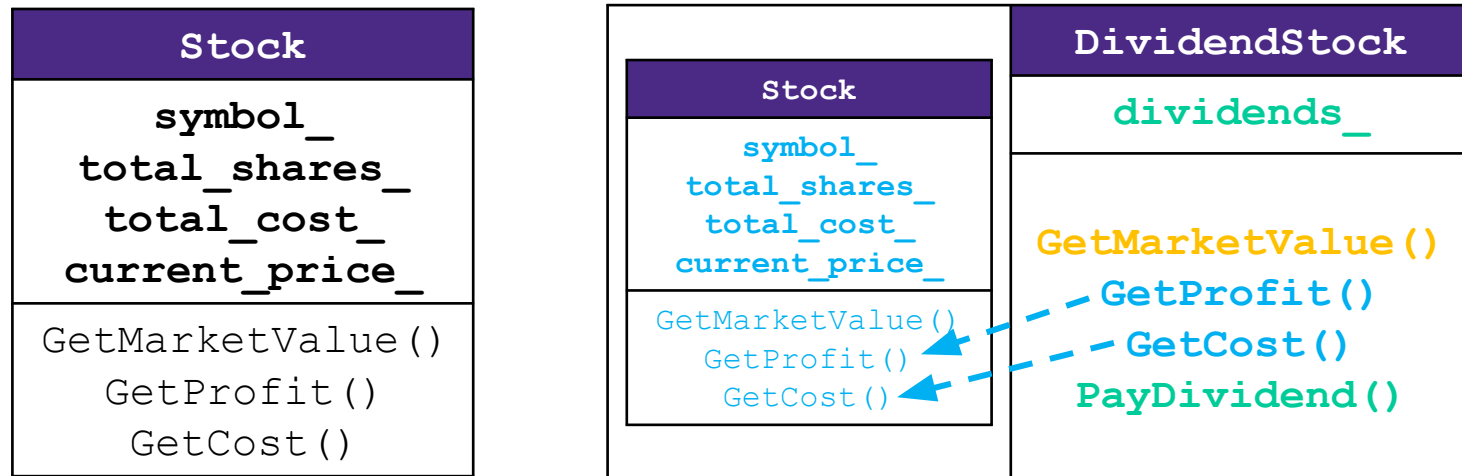 Stock
symbol_
total_shares_
total_cost_
current_price_
GetMarketValue()
GetProfit()
GetCost()
Stock
symbol_
total_shares_
total_cost_
current_price_
GetMarketValue()
GetProfit()
GetCost()
DividendStock
dividends_
GetMarketValue()
GetProfit()
GetCost()
PayDividend()